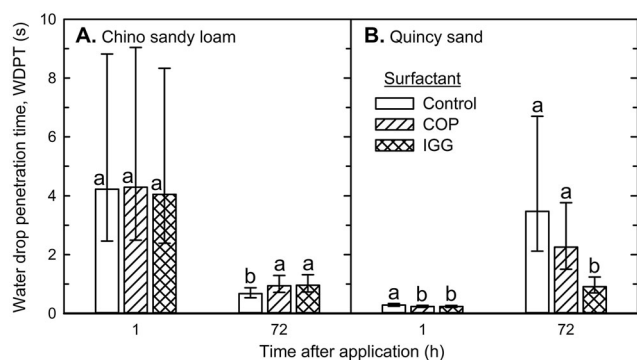 Water drop penetration time, WDPT (s)
10
8
6
4
2
0
A. Chino sandy loam
a a a
b a a
1
72
B. Quincy sand
Surfactant
Control
COP
IGG
a b b
a a b
1
72
Time after application (h)